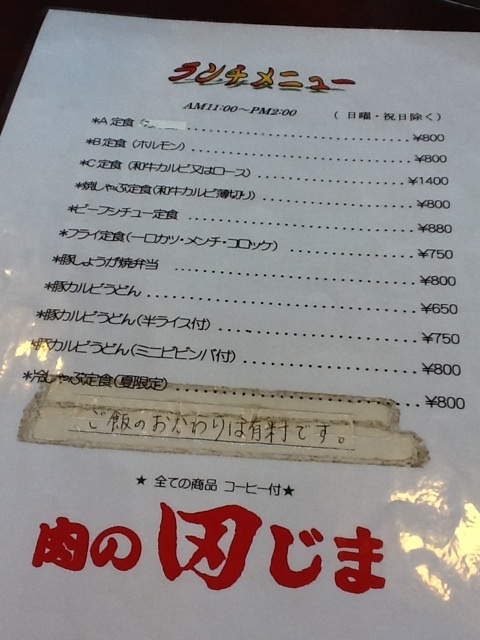 ランチメニュー
AM11:00～PM2:00 (日曜・祝日除く)
*A定食 ¥800
*B定食(ホルモン) ¥800
*C定食(和牛カルビ又はロース) ¥1400
*焼しゃぶ定食(和牛カルビ薄切り) ¥800
*ビーフシチュー定食 ¥880
*フライ定食(一口カツ・メンチ・コロッケ) ¥750
*豚しょうが焼弁当 ¥800
*豚カルビうどん ¥650
*豚カルビうどん(半ライス付) ¥750
*豚カルビうどん(ミニビビンバ付) ¥800
*冷しゃぶ定食(夏限定) ¥800
ご飯のおかわりは有料です。
★ 全ての商品 コーヒー付★
肉の田じま